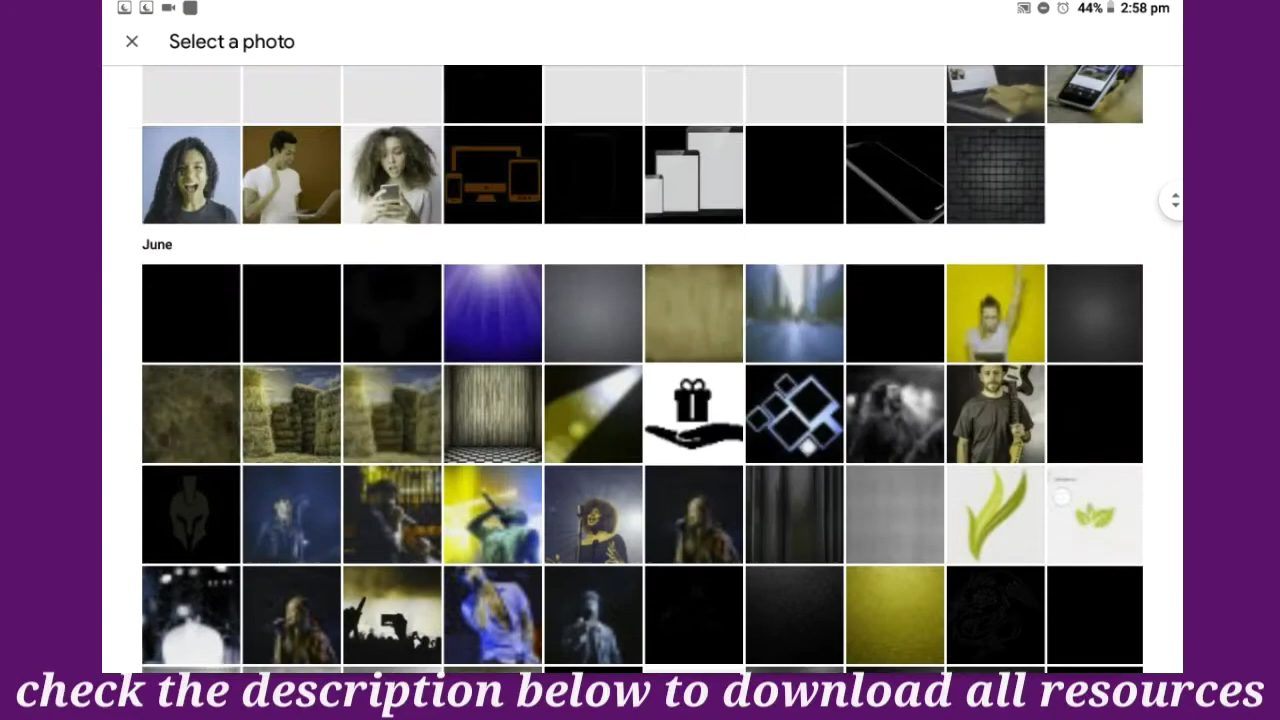 44% 2:58 pm
Select a photo
June
check the description below to download all resources